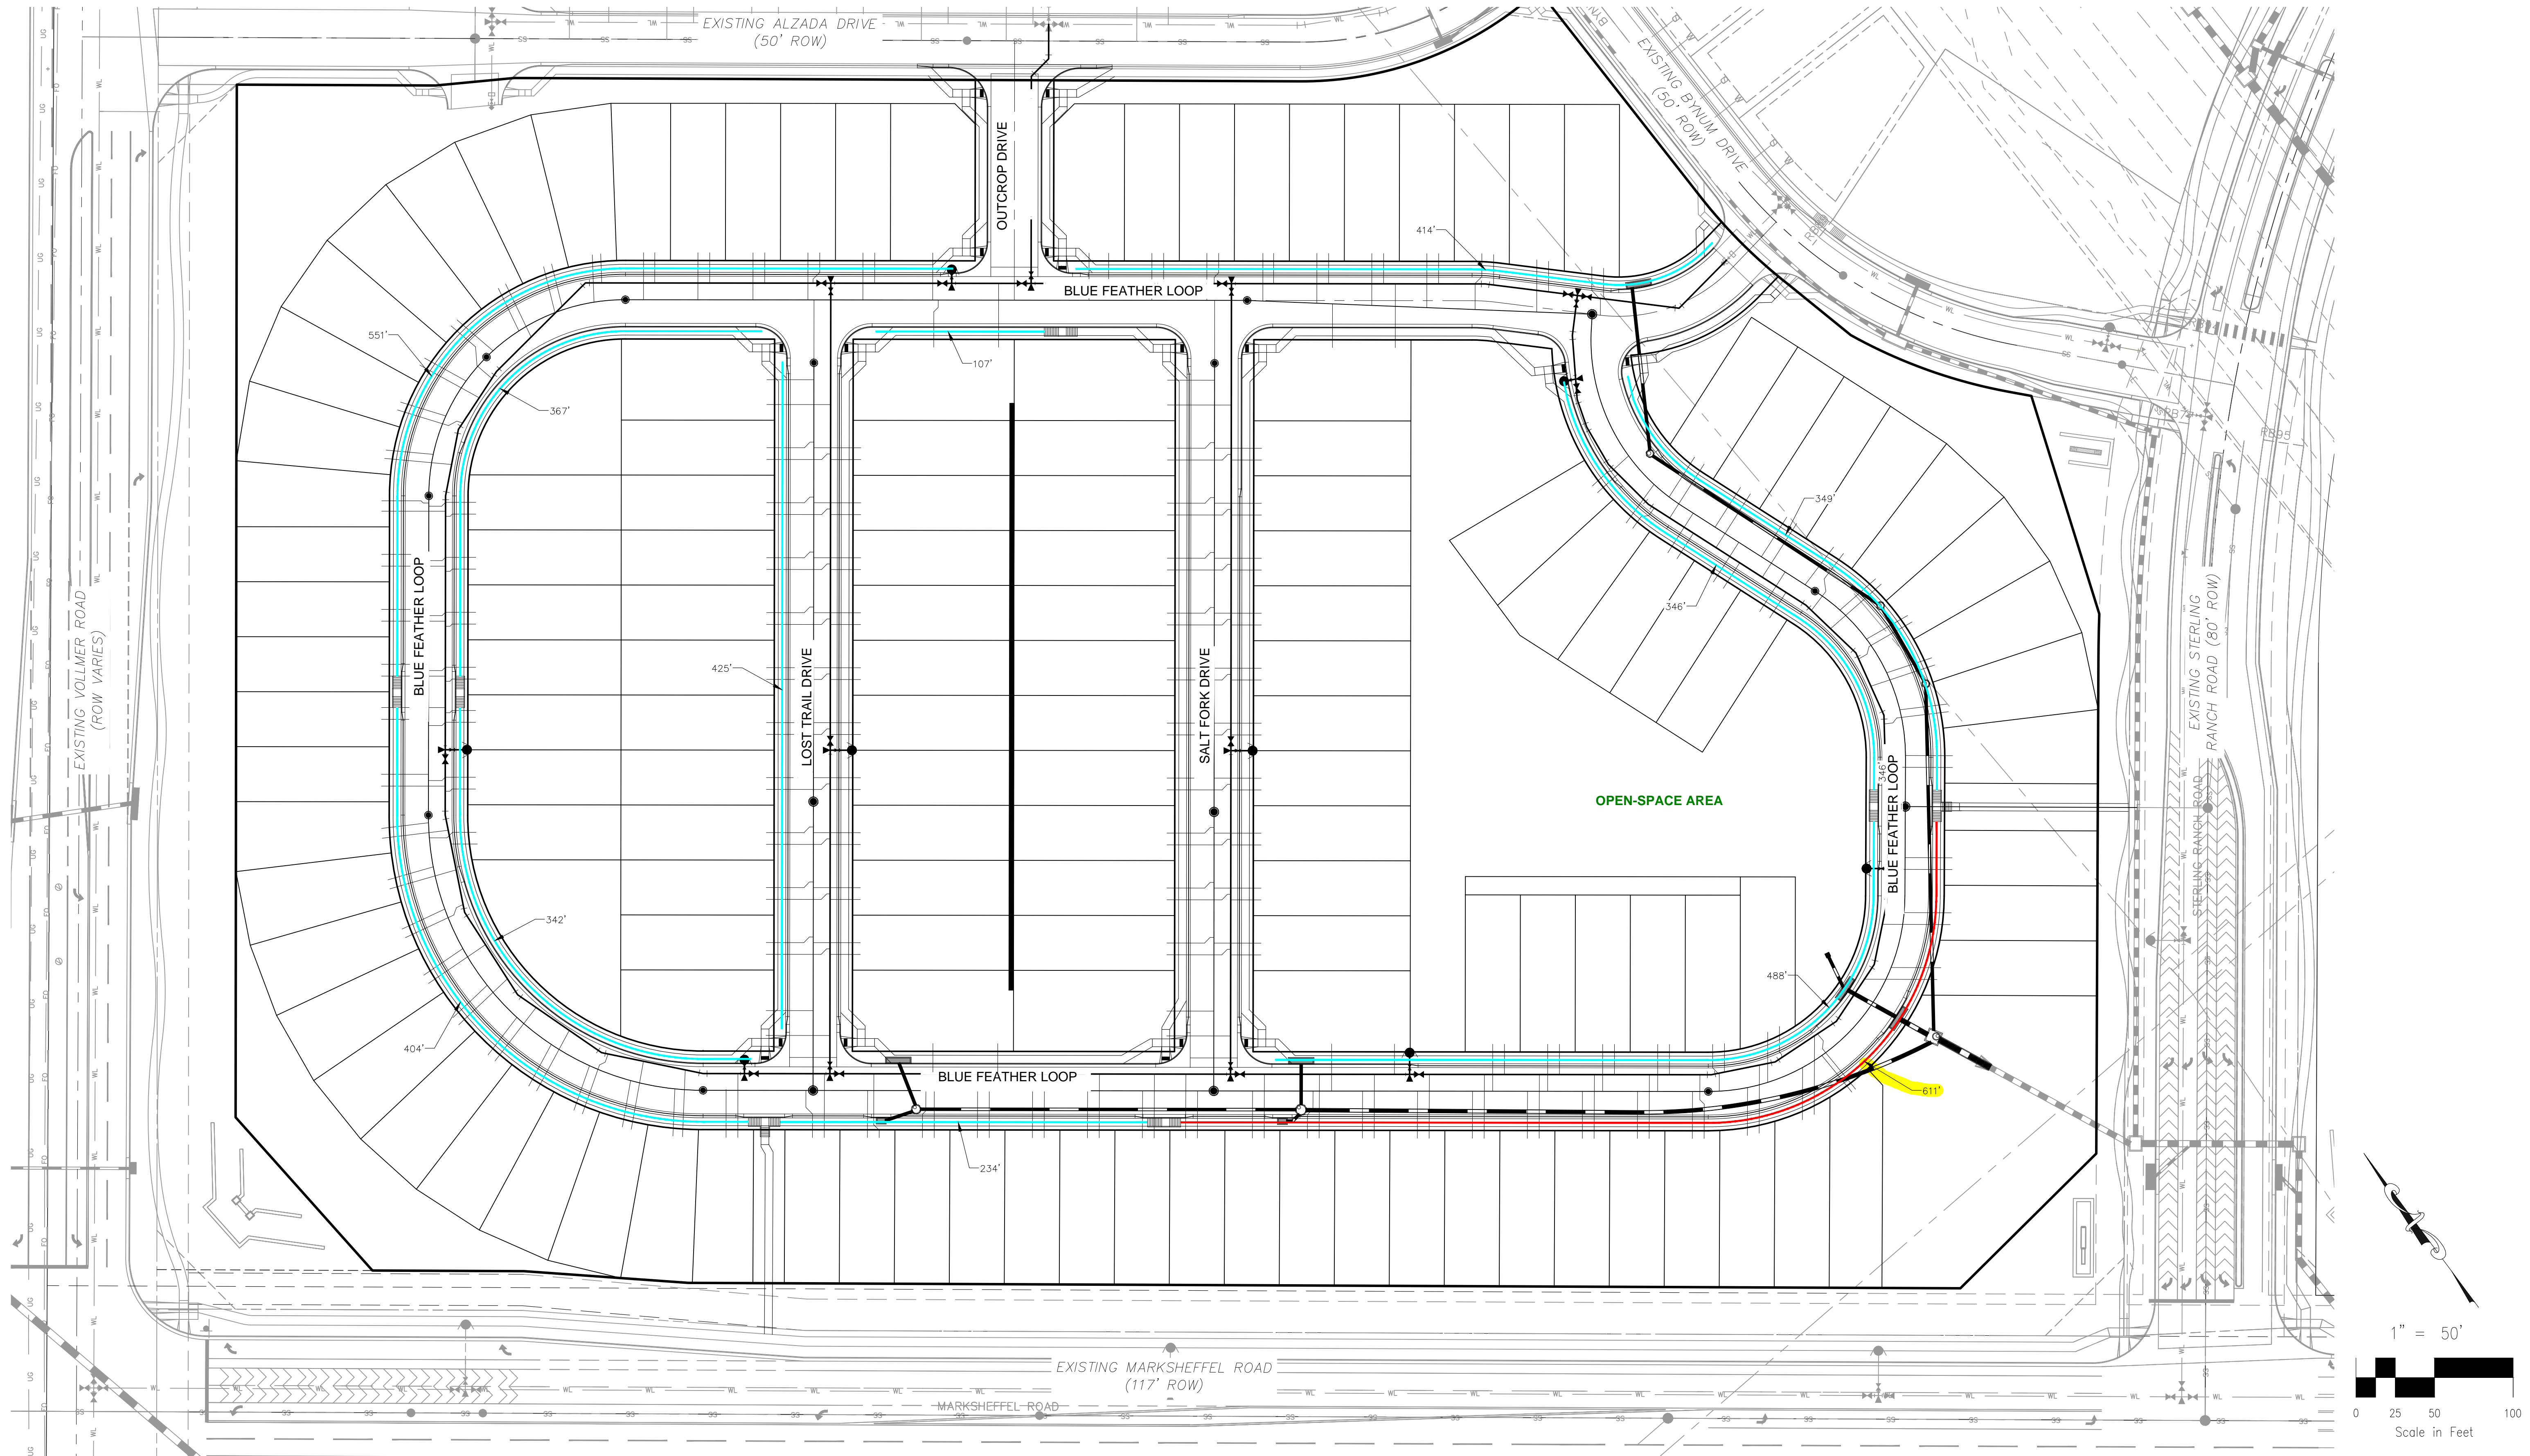 EXISTING ALZADA DRIVE
(50' ROW)
EXISTING BYNUM DRIVE
(50' ROW)
OUTCROP DRIVE
414'
BLUE FEATHER LOOP
551'
367'
107'
349'
346'
BLUE FEATHER LOOP
425'
LOST TRAIL DRIVE
SALT FORK DRIVE
346'
BLUE FEATHER LOOP
OPEN-SPACE AREA
EXISTING VOLLMER ROAD
(ROW VARIES)
EXISTING STERLING
RANCH ROAD (80' ROW)
STERLING RANCH ROAD
RB95
342'
488'
404'
BLUE FEATHER LOOP
611'
234'
EXISTING MARKSHEFFEL ROAD
(117' ROW)
MARKSHEFFEL ROAD
1" = 50'
0 25 50 100
Scale in Feet